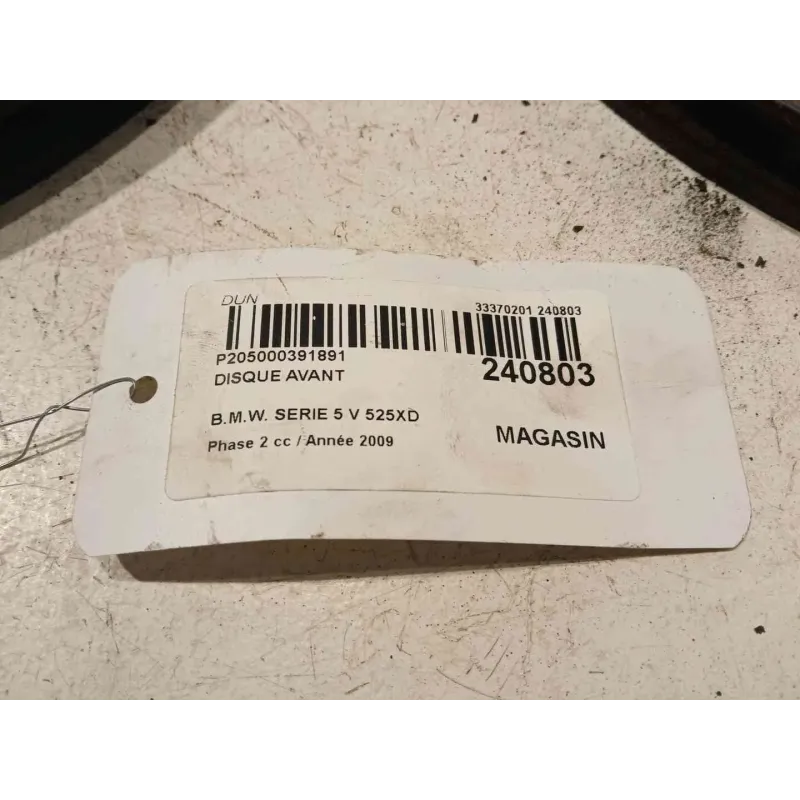 DUN
33370201 240803
P205000391891
240803
DISQUE AVANT
B.M.W. SERIE 5 V 525XD
MAGASIN
Phase 2 cc / Année 2009